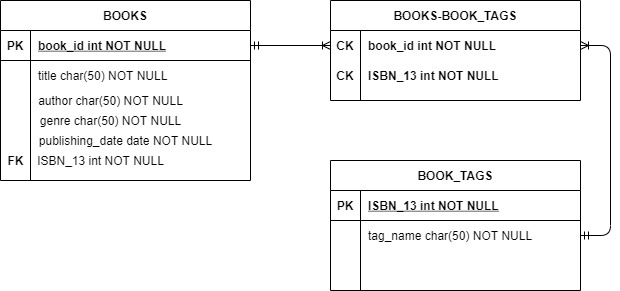 BOOKS
PK book_id int NOT NULL
title char(50) NOT NULL
author char(50) NOT NULL
genre char(50) NOT NULL
publishing_date date NOT NULL
FK ISBN_13 int NOT NULL
BOOKS-BOOK_TAGS
CK book_id int NOT NULL
CK ISBN_13 int NOT NULL
BOOK_TAGS
PK ISBN_13 int NOT NULL
tag_name char(50) NOT NULL